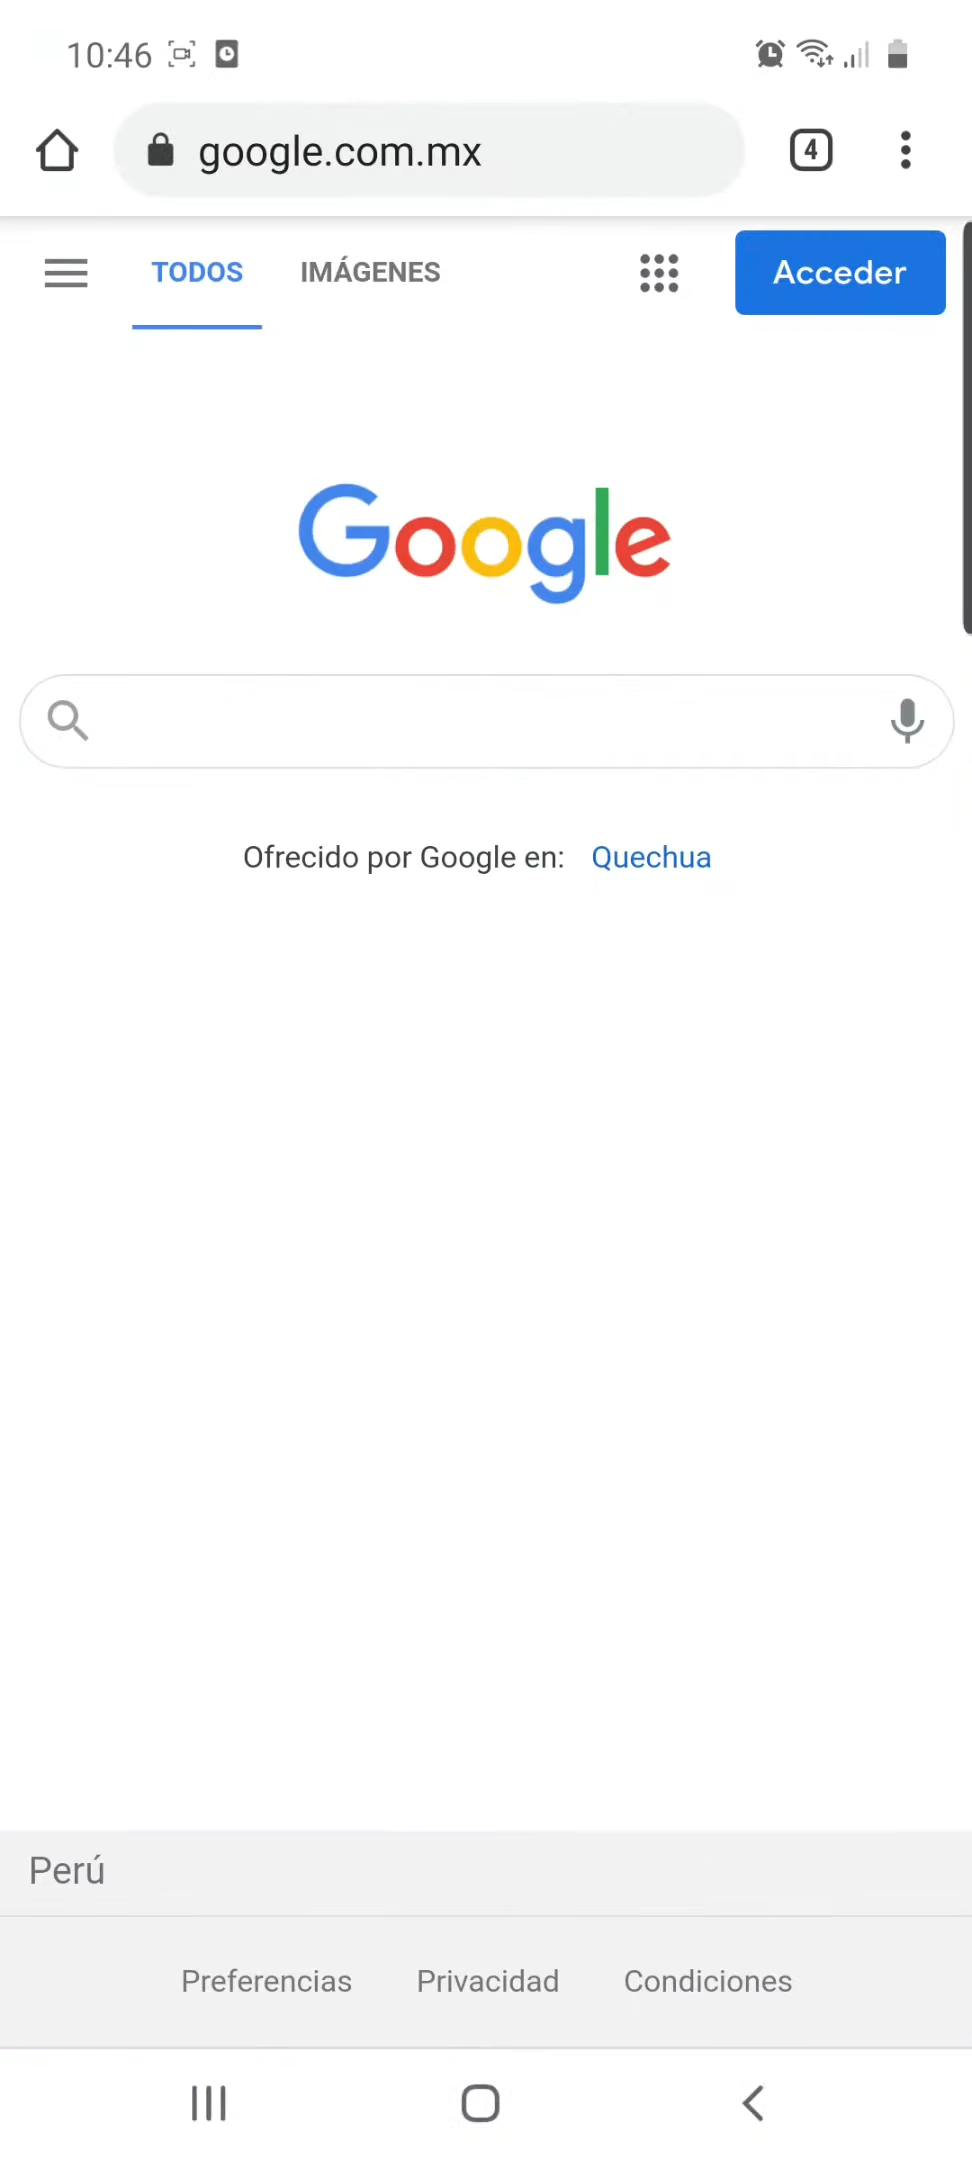 10:46
google.com.mx
4
TODOS IMÁGENES Acceder
Google
Ofrecido por Google en: Quechua
Perú
Preferencias Privacidad Condiciones